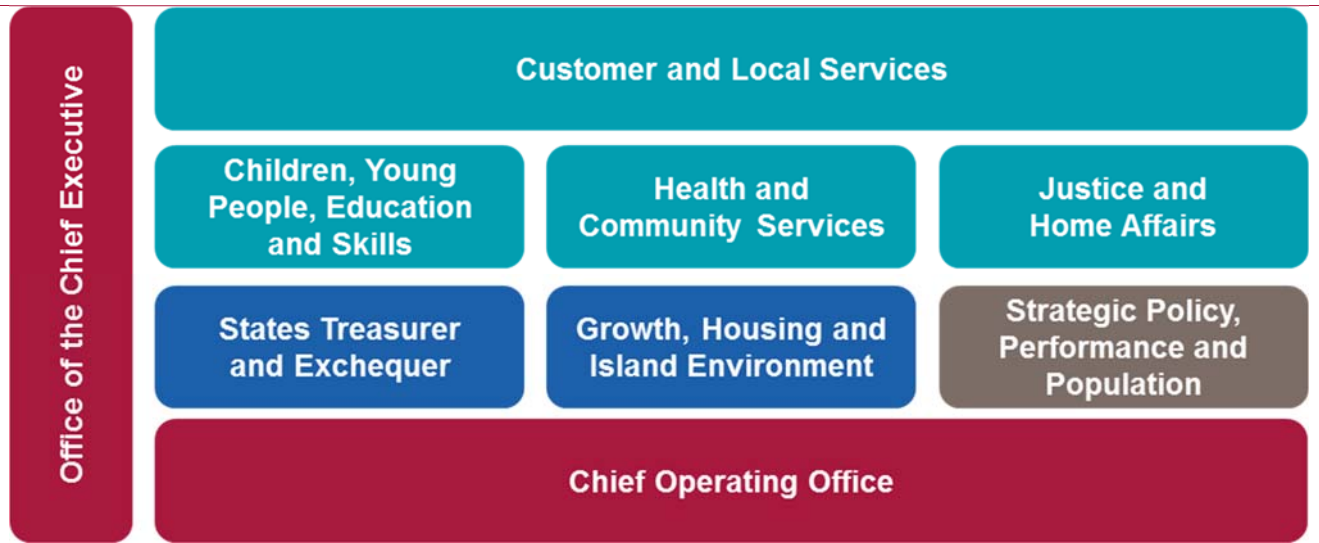 Office of the Chief Executive
Customer and Local Services
Children, Young
People, Education
and Skills
Health and
Community Services
Justice and
Home Affairs
States Treasurer
and Exchequer
Growth, Housing and
Island Environment
Strategic Policy,
Performance and
Population
Chief Operating Office